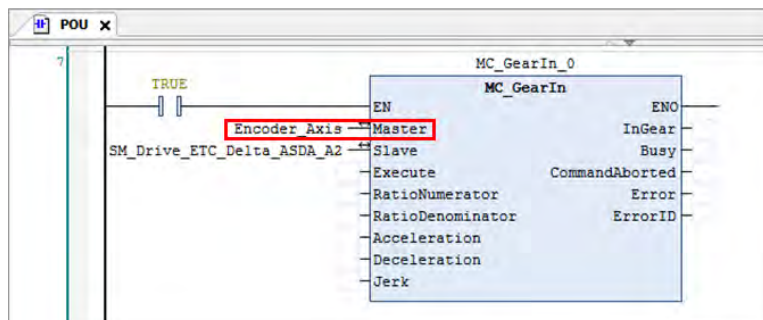 POU
7
MC_GearIn_0
TRUE
MC_GearIn
EN ENO
Encoder_Axis Master InGear
SM_Drive_ETC_Delta_ASDA_A2 Slave Busy
Execute CommandAborted
RatioNumerator Error
RatioDenominator ErrorID
Acceleration
Deceleration
Jerk